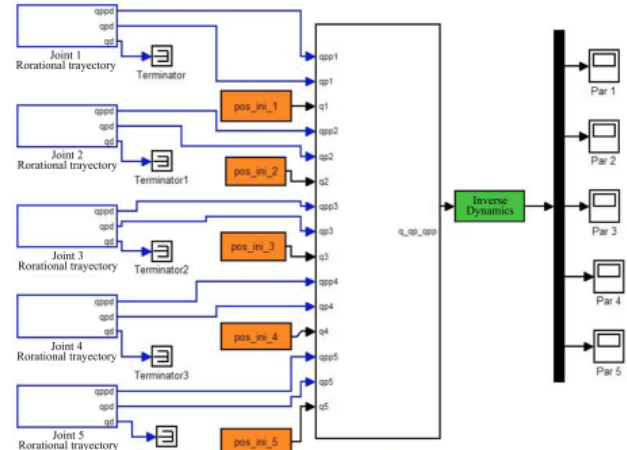 qppd
qpd
qd
Joint 1
Rorational trayectory
Terminator
qpp1
qp1
pos_ini_1
q1
qppd
qpd
qd
Joint 2
Rorational trayectory
Terminator1
qpp2
qp2
pos_ini_2
q2
qppd
qpd
qd
Joint 3
Rorational trayectory
Terminator2
qpp3
qp3
pos_ini_3
q3
qppd
qpd
qd
Joint 4
Rorational trayectory
Terminator3
qpp4
qp4
pos_ini_4
q4
qppd
qpd
qd
Joint 5
Rorational trayectory
qpp5
qp5
pos_ini_5
q5
q_qp_qpp
Inverse
Dynamics
Par 1
Par 2
Par 3
Par 4
Par 5